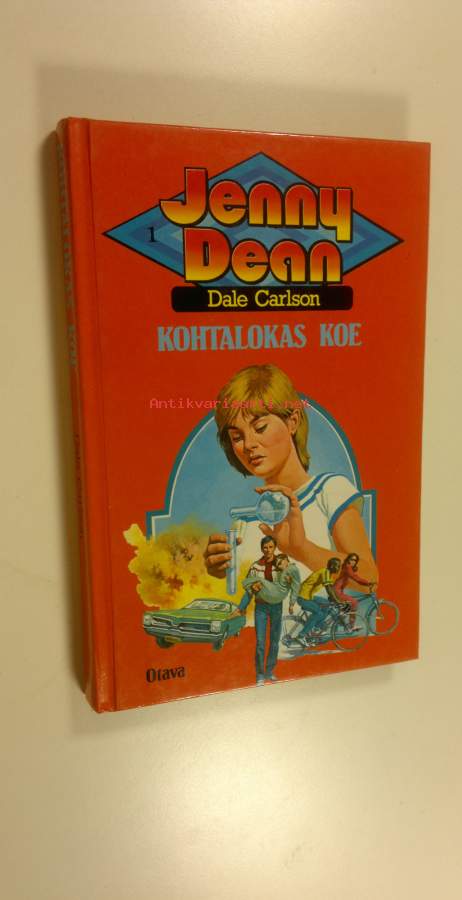 Jenny
1
Dean
Dale Carlson
KOHTALOKAS KOE
Antikvariaatti.net
Otava